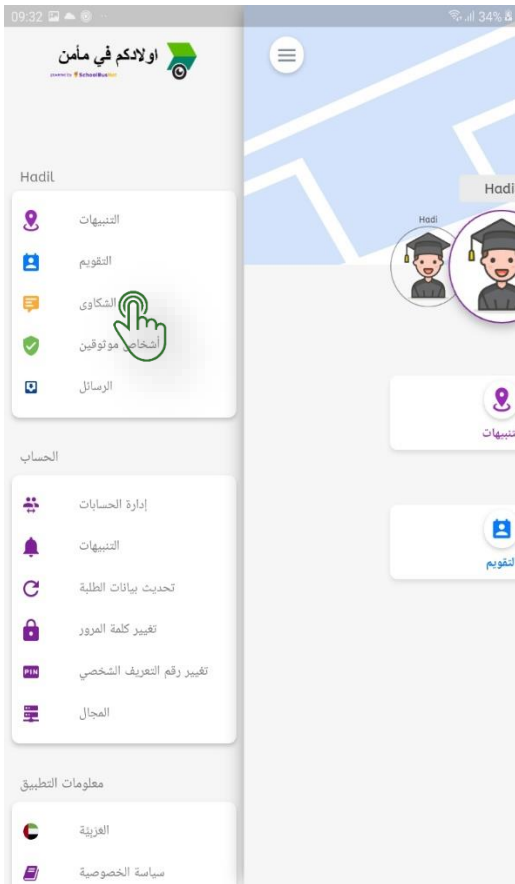 09:32
34%
اولادكم في مأمن
powered by SchoolBus
Hadil
التنبيهات
التقويم
الشكاوى
أشخاص موثوقين
الرسائل
الحساب
إدارة الحسابات
التنبيهات
تحديث بيانات الطلبة
تغيير كلمة المرور
PIN
تغيير رقم التعريف الشخصي
المجال
معلومات التطبيق
العَرَبِيَّة
سياسة الخصوصية
Hadi
Hadi
تنبيهات
لتقويم